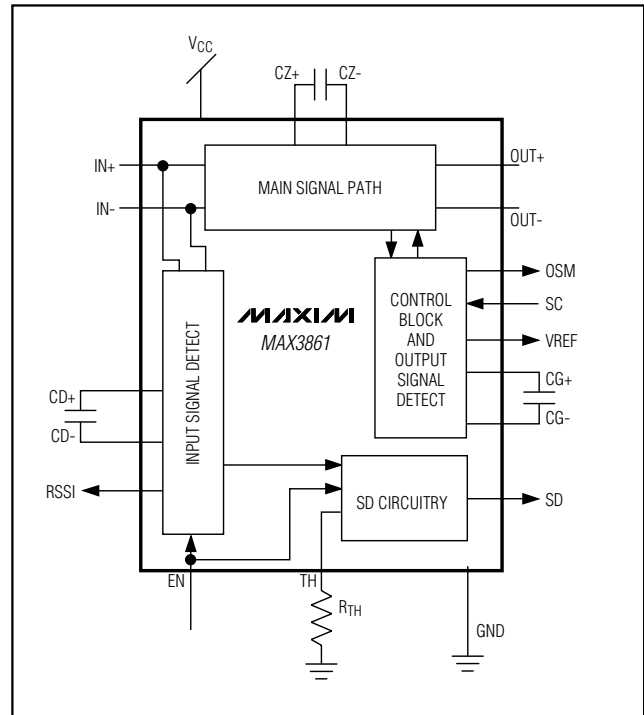 VCC
CZ+ CZ-
IN+
IN-
MAIN SIGNAL PATH
OUT+
OUT-
INPUT SIGNAL DETECT
MAXIM
MAX3861
CONTROL
BLOCK
AND
OUTPUT
SIGNAL
DETECT
OSM
SC
VREF
CG+
CG-
CD+
CD-
RSSI
SD CIRCUITRY
SD
EN
TH
RTH
GND